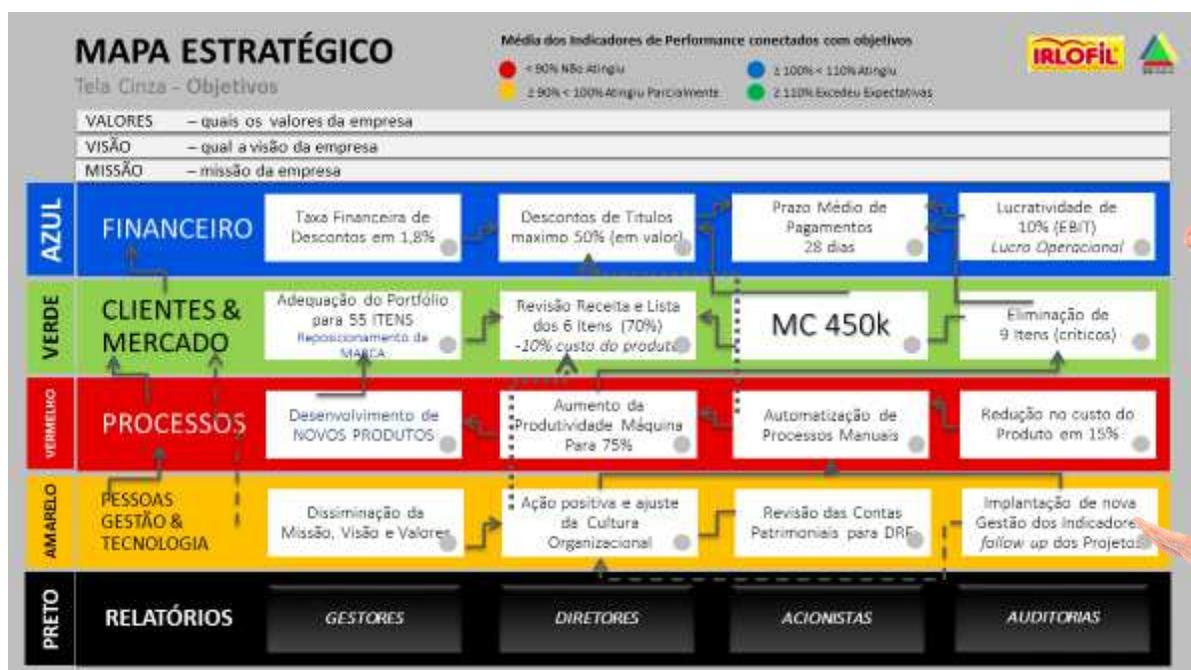 MAPA ESTRATÉGICO
Tela Cinza - Objetivos
Média dos Indicadores de Performance conectados com objetivos
< 90% Não Atingiu
≥ 100% < 110% Atingiu
≥ 90% < 100% Atingiu Parcialmente
≥ 110% Excedeu Expectativas
IRLOFIL
VALORES – quais os valores da empresa
VISÃO – qual a visão da empresa
MISSÃO – missão da empresa
AZUL
FINANCEIRO
Taxa Financeira de
Descontos em 1,8%
Descontos de Titulos
maximo 50% (em valor)
Prazo Médio de
Pagamentos
28 dias
Lucratividade de
10% (EBIT)
Lucro Operacional
VERDE
CLIENTES &
MERCADO
Adequação do Portfólio
para 55 ITENS
Reposicionamento da
MARCA
Revisão Receita e Lista
dos 6 Itens (70%)
-10% custo do produto
MC 450k
Eliminação de
9 Itens (criticos)
VERMELHO
PROCESSOS
Desenvolvimento de
NOVOS PRODUTOS
Aumento da
Produtividade Máquina
Para 75%
Automatização de
Processos Manuais
Redução no custo do
Produto em 15%
AMARELO
PESSOAS
GESTÃO &
TECNOLOGIA
Disseminação da
Missão, Visão e Valores
Ação positiva e ajuste
da Cultura
Organizacional
Revisão das Contas
Patrimoniais para DRE
Implantação de nova
Gestão dos Indicadores
follow up dos Projetos
PRETO
RELATÓRIOS
GESTORES
DIRETORES
ACIONISTAS
AUDITORIAS